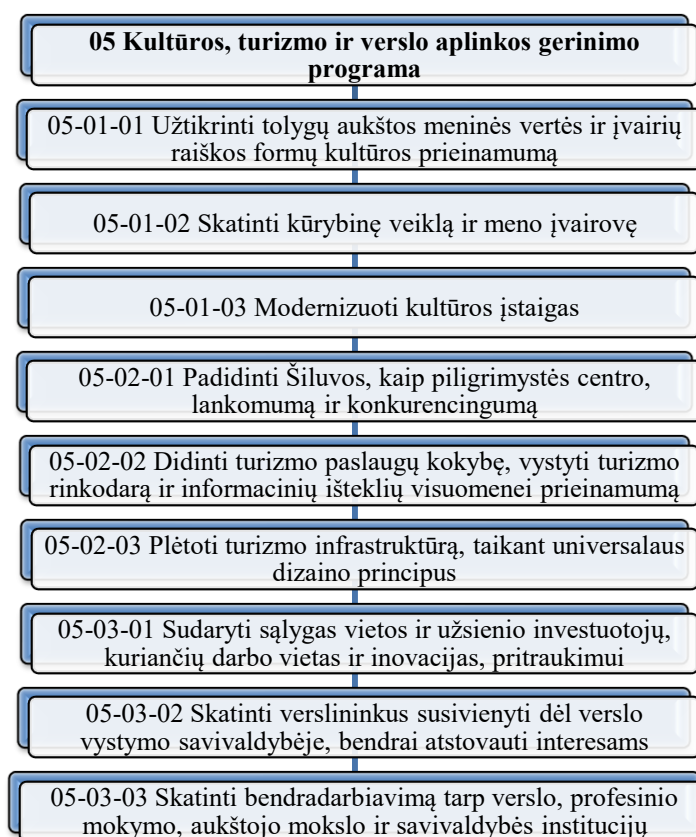 05 Kultūros, turizmo ir verslo aplinkos gerinimo
programa
05-01-01 Užtikrinti tolygų aukštos meninės vertės ir įvairių
raiškos formų kultūros prieinamumą
05-01-02 Skatinti kūrybinę veiklą ir meno įvairovę
05-01-03 Modernizuoti kultūros įstaigas
05-02-01 Padidinti Šiluvos, kaip piligrimystės centro,
lankomumą ir konkurencingumą
05-02-02 Didinti turizmo paslaugų kokybę, vystyti turizmo
rinkodarą ir informacinių išteklių visuomenei prieinamumą
05-02-03 Plėtoti turizmo infrastruktūrą, taikant universalaus
dizaino principus
05-03-01 Sudaryti sąlygas vietos ir užsienio investuotojų,
kuriančių darbo vietas ir inovacijas, pritraukimui
05-03-02 Skatinti verslininkus susivienyti dėl verslo
vystymo savivaldybėje, bendrai atstovauti interesams
05-03-03 Skatinti bendradarbiavimą tarp verslo, profesinio
mokymo, aukštojo mokslo ir savivaldybės institucijų